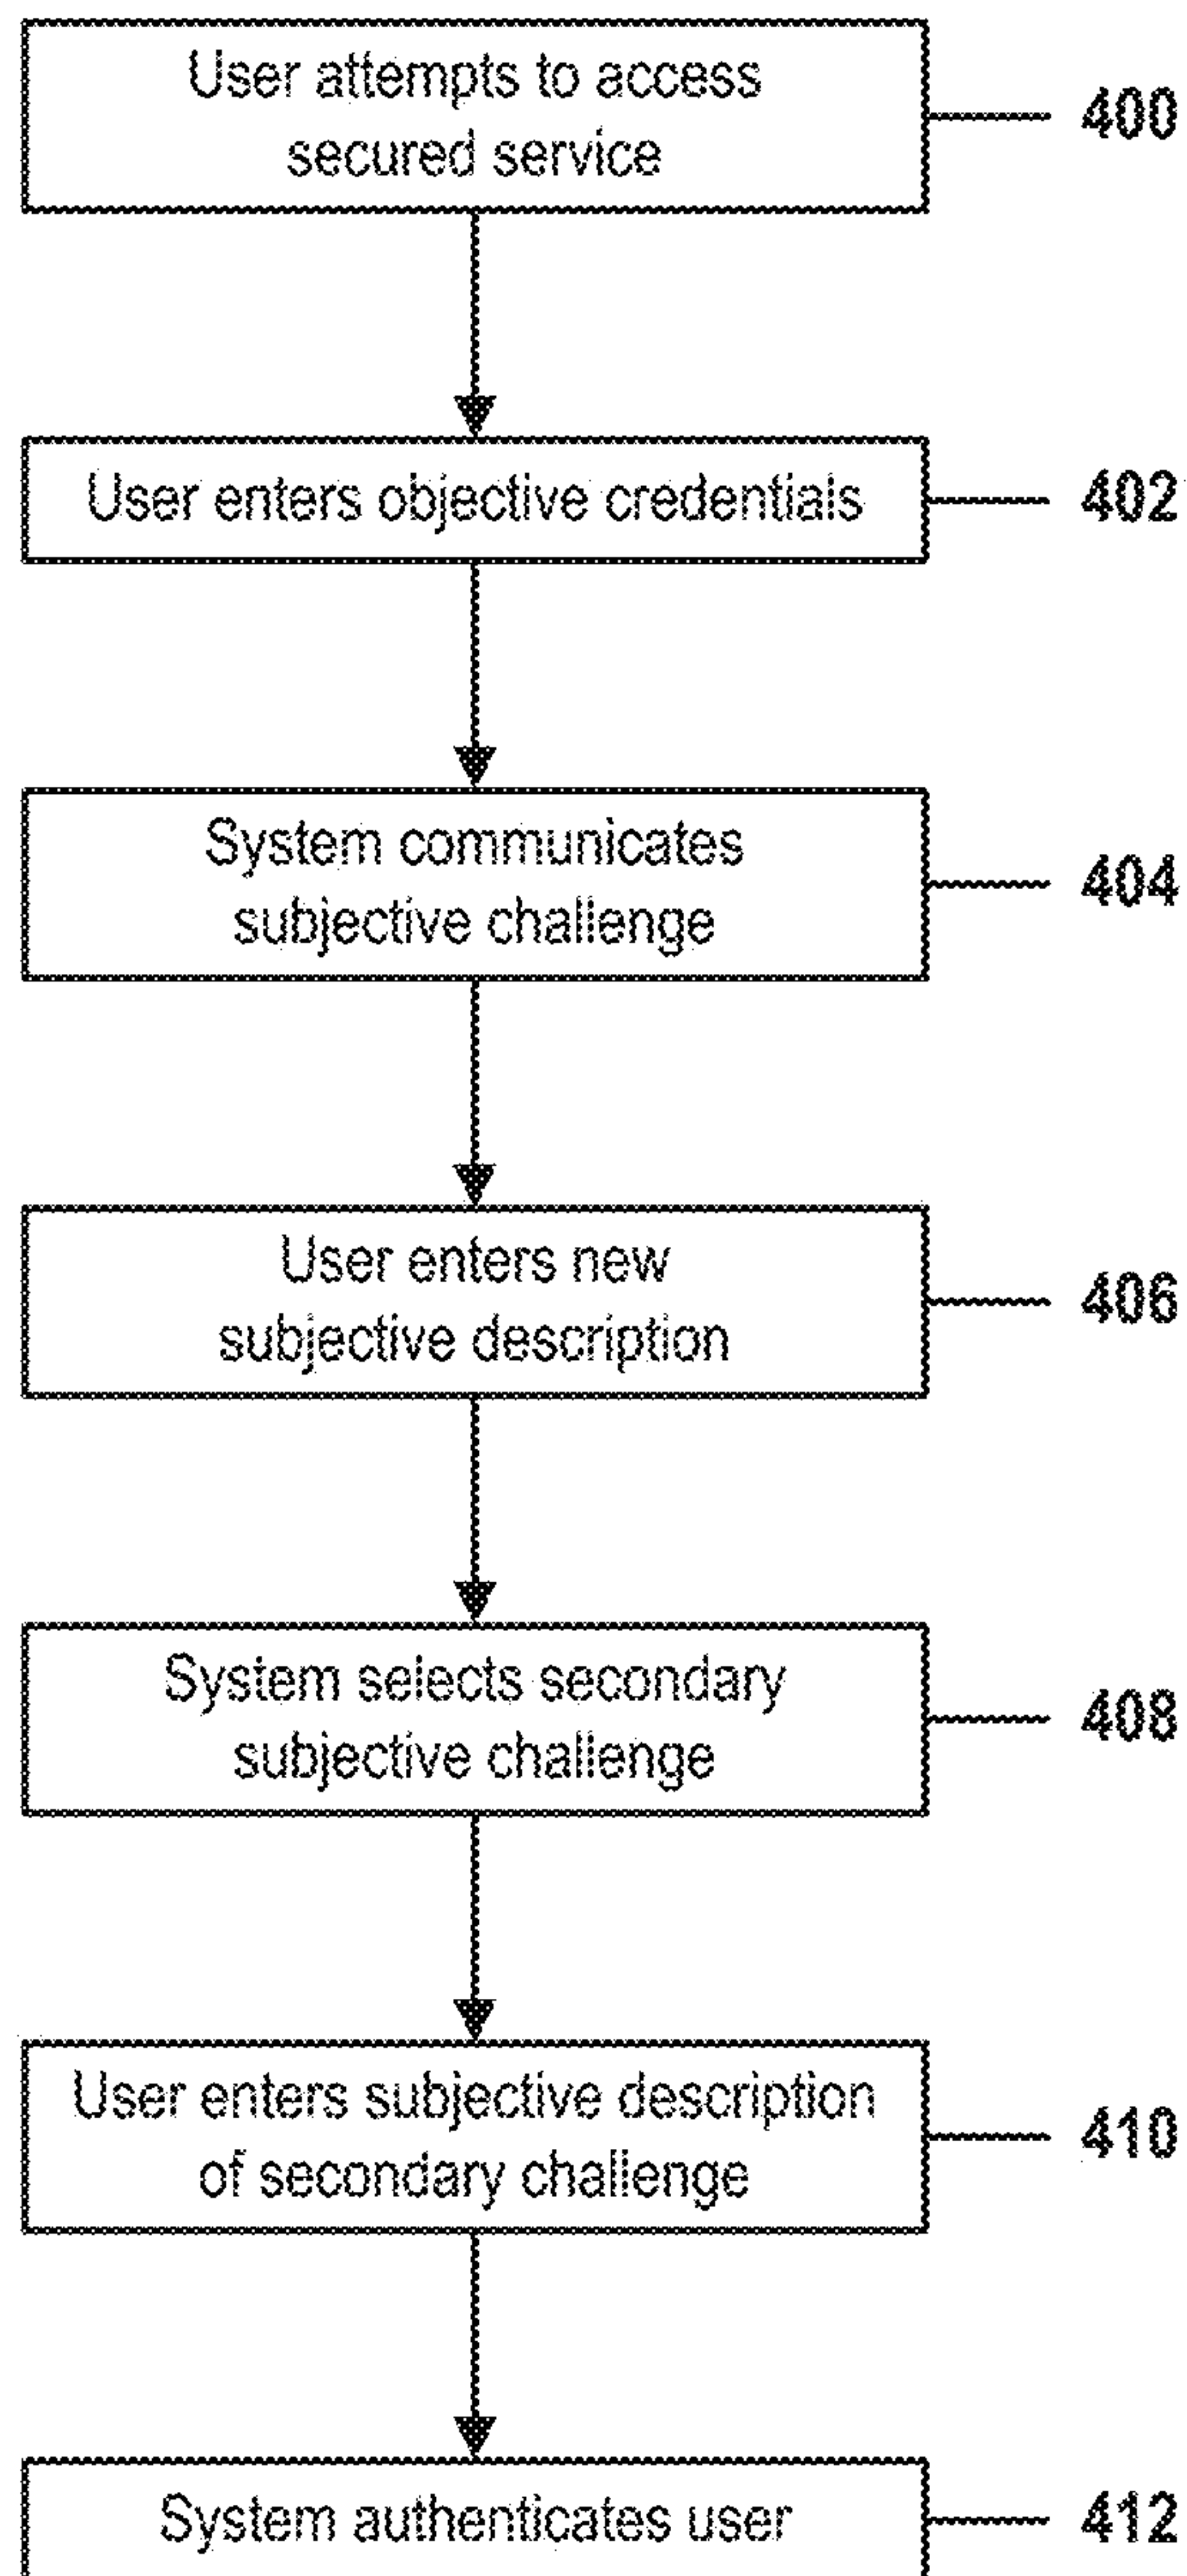 User attempts to access
secured service
400
User enters objective credentials
402
System communicates
subjective challenge
404
User enters new
subjective description
406
System selects secondary
subjective challenge
408
User enters subjective description
of secondary challenge
410
System authenticates user
412